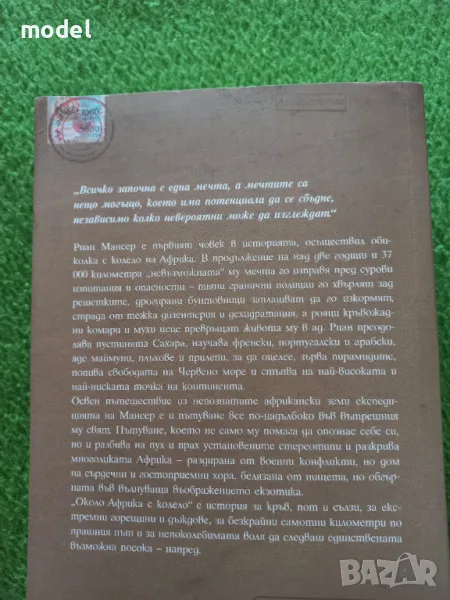 model
„Всичко започна с една мечта, а мечтите са
нещо могъщо, което има потенциала да се сбъдне,
независимо колко невероятни може да изглеждат.“
Риан Мансер е първият човек в историята, осъществил оби-
колка с колело на Африка. В продължение на над две години и 37
000 километра „невъзможната“ му мечта го изправя пред сурови
изпитания и опасности – пияни гранични полицаи го хвърлят зад
решетките, дрогирани бунтовници заплашват да го изкормят,
страда от тежка дизентерия и дехидратация, а рояци кръвожад-
ни комари и мухи цеце превръщат живота му в ад. Риан преодо-
лява пустинята Сахара, научава френски, португалски и арабски,
яде маймуни, плъхове и прилепи, за да оцелее, зърва пирамидите,
попива свободата на Червено море и стъпва на най-високата и
най-ниската точка на континента.
Освен пътешествие из непознатите африкански земи експеди-
цията на Мансер е и пътуване все по-надълбоко във вътрешния
му свят. Пътуване, което не само му помага да опознае себе си,
но и разбива на пух и прах установените стереотипи и разкрива
многоликата Африка – раздирана от военни конфликти, но дом
на сърдечни и гостоприемни хора, белязана от нищета, но обгър-
ната във вълнуваща въображението екзотика.
„Около Африка с колело“ е история за кръв, пот и сълзи, за екс-
тремни горещини и дъждове, за безкрайни самотни километри по
прашния път и за непоколебимата воля да следваш единствената
възможна посока – напред.
BAZAR